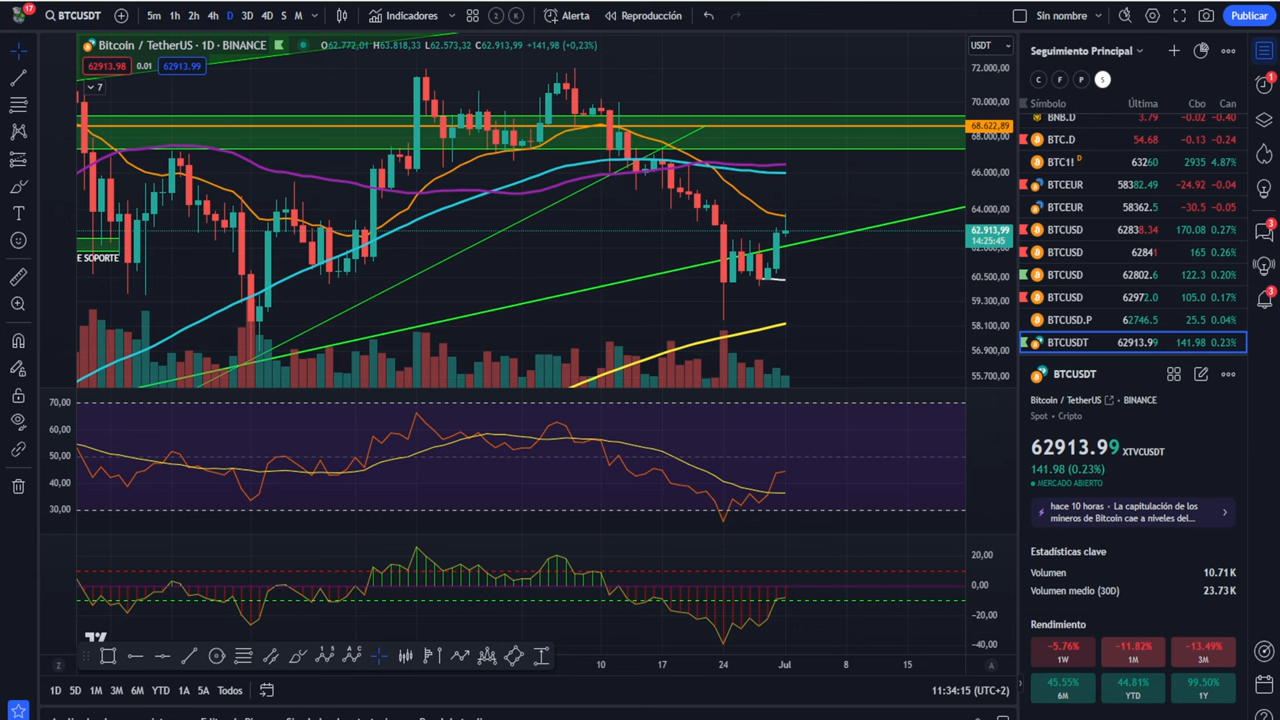 17
BTCUSDT
5m 1h 2h 4h D 3D 4D S M
Indicadores
2 K
Alerta
Reproducción
Sin nombre
Publicar
Bitcoin / TetherUS · 1D · BINANCE
O62.772,01 H63.818,33 L62.573,32 C62.913,99 +141,98 (+0,23%)
62913.98 0.01 62913.99
7
USDT
72.000,00
70.000,00
68.622,89
68.000,00
66.000,00
64.000,00
62.913,99
14:25:45
62.000,00
60.500,00
59.300,00
58.100,00
56.900,00
55.700,00
E SOPORTE
70,00
60,00
50,00
40,00
30,00
20,00
0,00
−20,00
−40,00
Z
10 17 24 Jul 8 15
A
1D 5D 1M 3M 6M YTD 1A 5A Todos
11:34:15 (UTC+2)
Seguimiento Principal
C F P S
Símbolo Última Cbo Can
BNB.D 3.79 -0.02 -0.40
BTC.D 54.68 -0.13 -0.24
BTC1! D 63260 2935 4.87%
BTCEUR 58382.49 -24.92 -0.04
BTCEUR 58362.5 -30.5 -0.05
BTCUSD 62838.34 170.08 0.27%
BTCUSD 62841 165 0.26%
BTCUSD 62802.6 122.3 0.20%
BTCUSD 62972.0 105.0 0.17%
BTCUSD.P 62746.5 25.5 0.04%
BTCUSDT 62913.99 141.98 0.23%
BTCUSDT
Bitcoin / TetherUS · BINANCE
Spot · Cripto
62913.99 XTVCUSDT
141.98 (0.23%)
MERCADO ABIERTO
hace 10 horas · La capitulación de los
mineros de Bitcoin cae a niveles del...
Estadísticas clave
Volumen 10.71K
Volumen medio (30D) 23.73K
Rendimiento
−5.76% −11.82% −13.49%
1W 1M 3M
45.55% 44.81% 99.50%
6M YTD 1Y
1
3
3